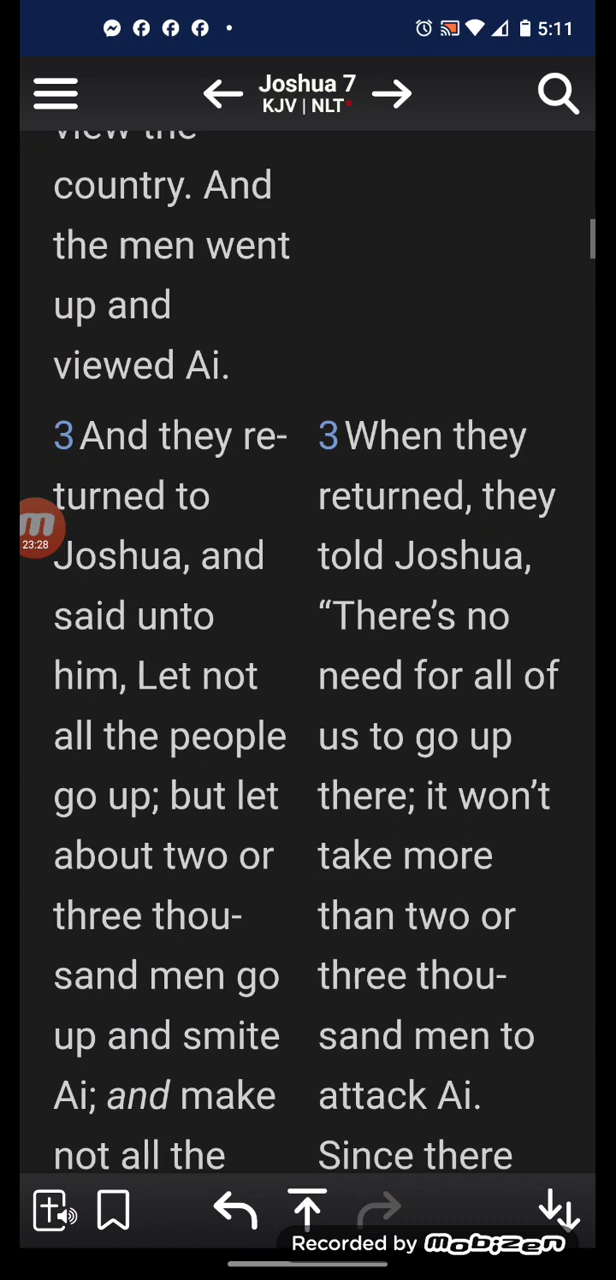 5:11
Joshua 7
KJV | NLT*
view the
country. And
the men went
up and
viewed Ai.
3 And they re-
turned to
Joshua, and
said unto
him, Let not
all the people
go up; but let
about two or
three thou-
sand men go
up and smite
Ai; and make
not all the
3 When they
returned, they
told Joshua,
“There’s no
need for all of
us to go up
there; it won’t
take more
than two or
three thou-
sand men to
attack Ai.
Since there
23:28
Recorded by mobizen